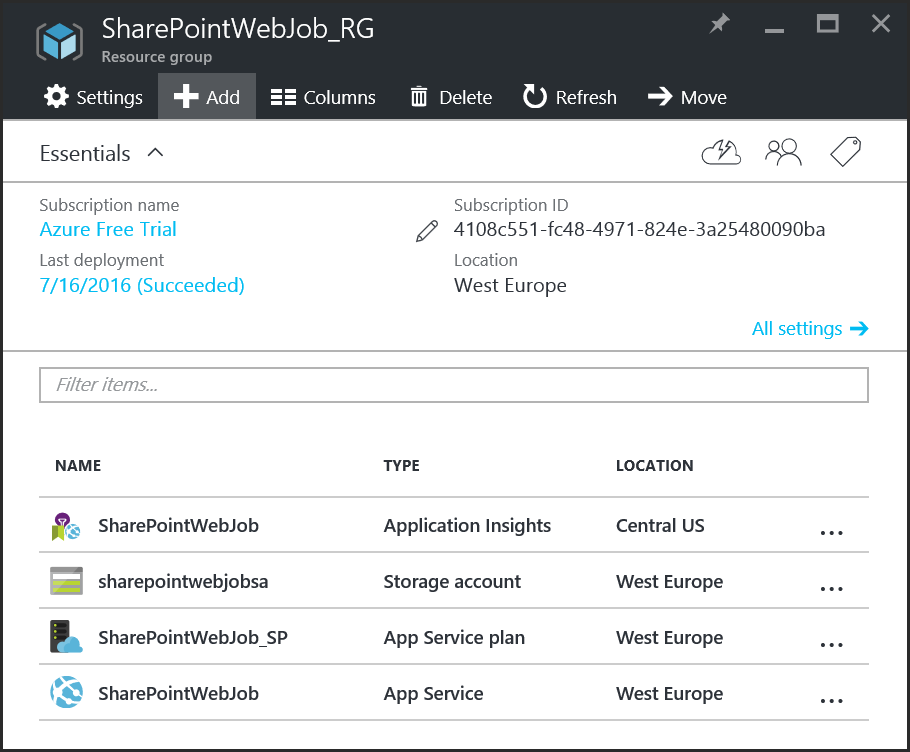 SharePointWebJob_RG
Resource group
Settings Add Columns Delete Refresh Move
Essentials
Subscription name Subscription ID
Azure Free Trial 4108c551-fc48-4971-824e-3a25480090ba
Last deployment Location
7/16/2016 (Succeeded) West Europe
All settings
Filter items...
NAME TYPE LOCATION
SharePointWebJob Application Insights Central US ...
sharepointwebjobsa Storage account West Europe ...
SharePointWebJob_SP App Service plan West Europe ...
SharePointWebJob App Service West Europe ...